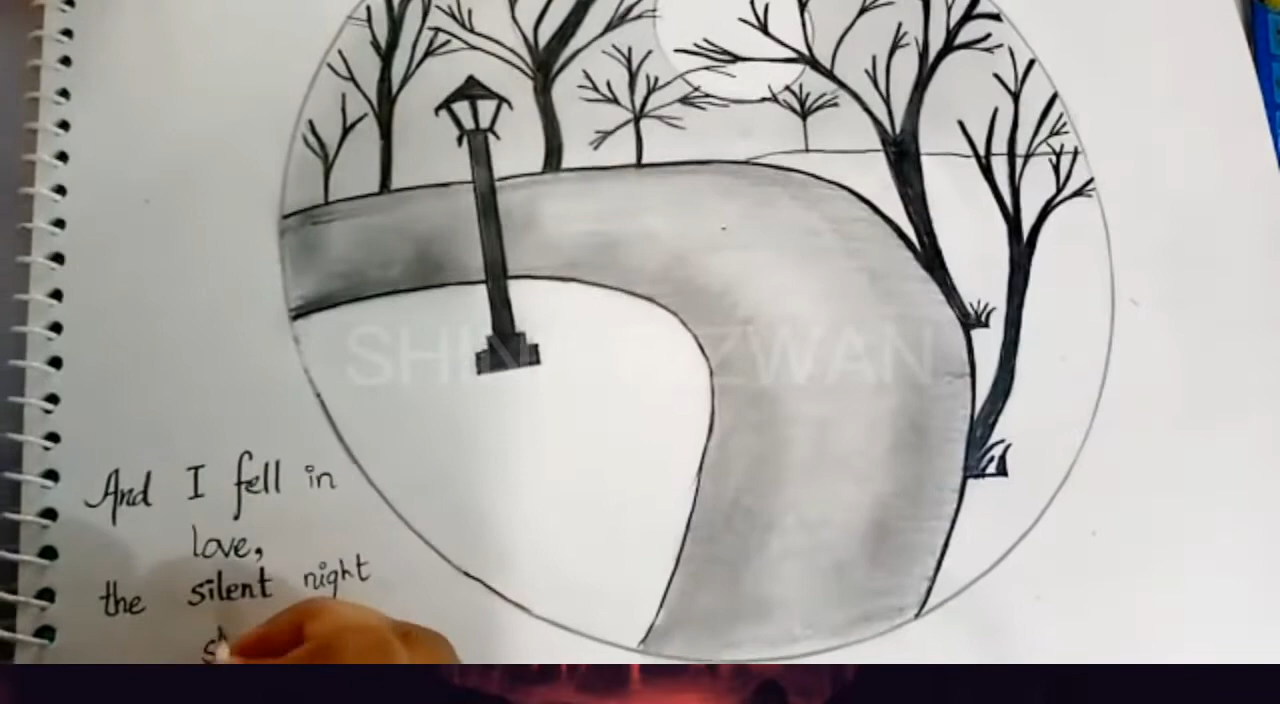 And I fell in
love,
the silent night